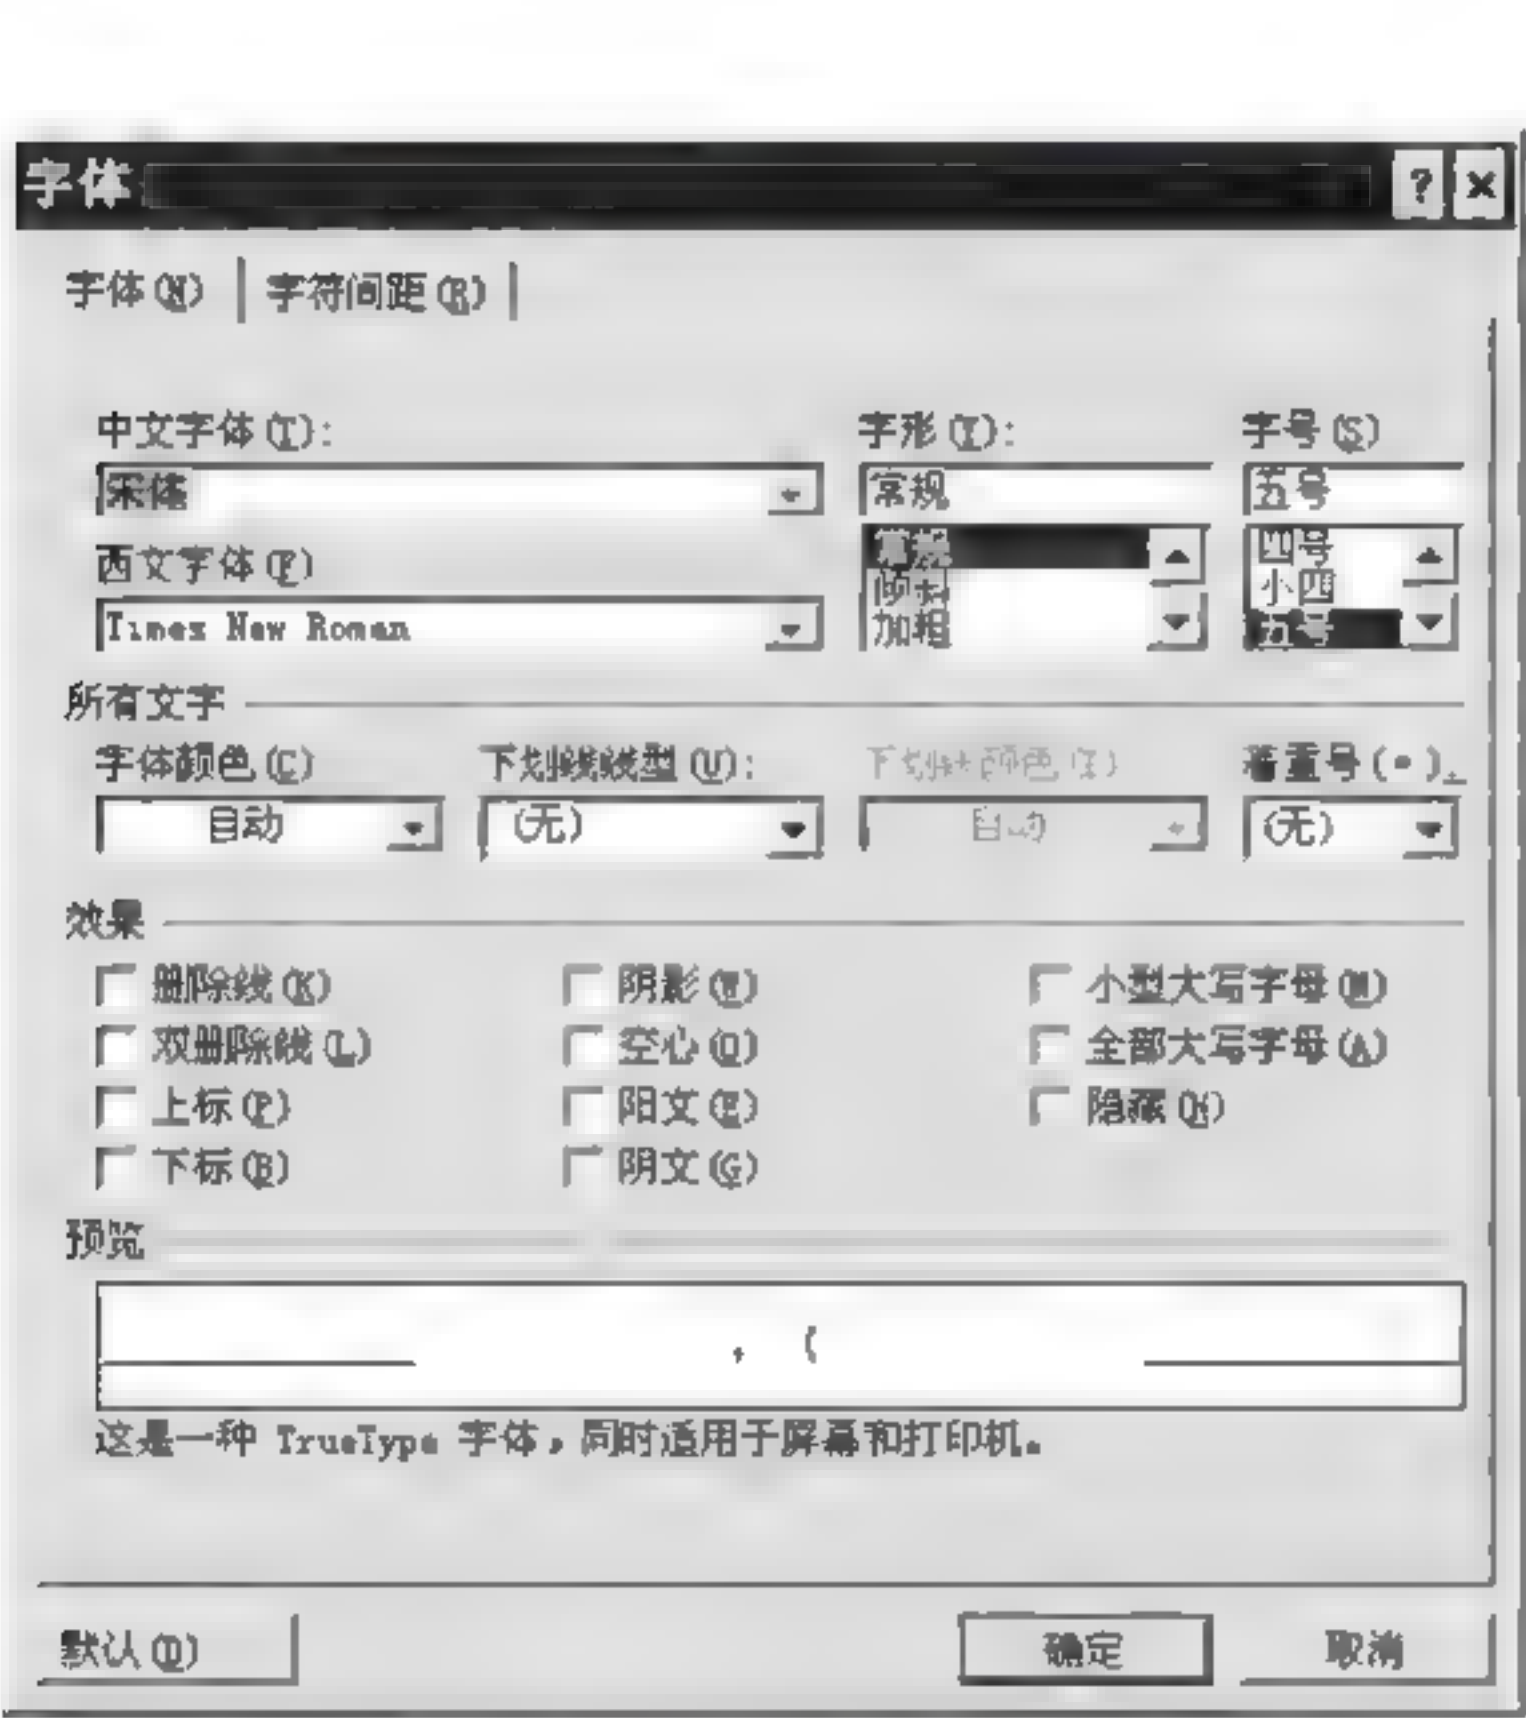 字体
? ×
字体(N) 字符间距(R)
中文字体(T): 字形(Y): 字号(S)
宋体 常规 五号
西文字体(F) 常规 四号
倾斜 小四
Times New Roman 加粗 五号
所有文字
字体颜色(C) 下划线线型(U): 下划线颜色(I) 着重号(·).
自动 (无) 自动 (无)
效果
删除线(K) 阴影(W) 小型大写字母(M)
双删除线(L) 空心(O) 全部大写字母(A)
上标(P) 阳文(E) 隐藏(H)
下标(B) 阴文(G)
预览
, (
这是一种 TrueType 字体,同时适用于屏幕和打印机。
默认(D) 确定 取消